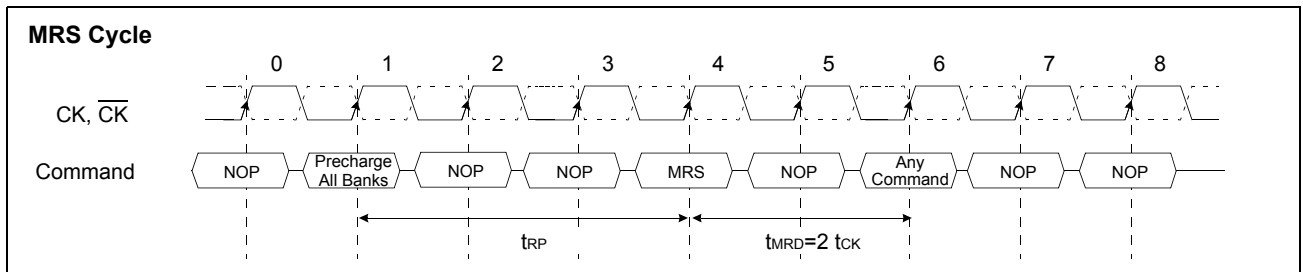 MRS Cycle
0 1 2 3 4 5 6 7 8
CK, C̅K̅
Command
NOP
Precharge
All Banks
NOP
NOP
MRS
NOP
Any
Command
NOP
NOP
tRP
tMRD=2 tCK